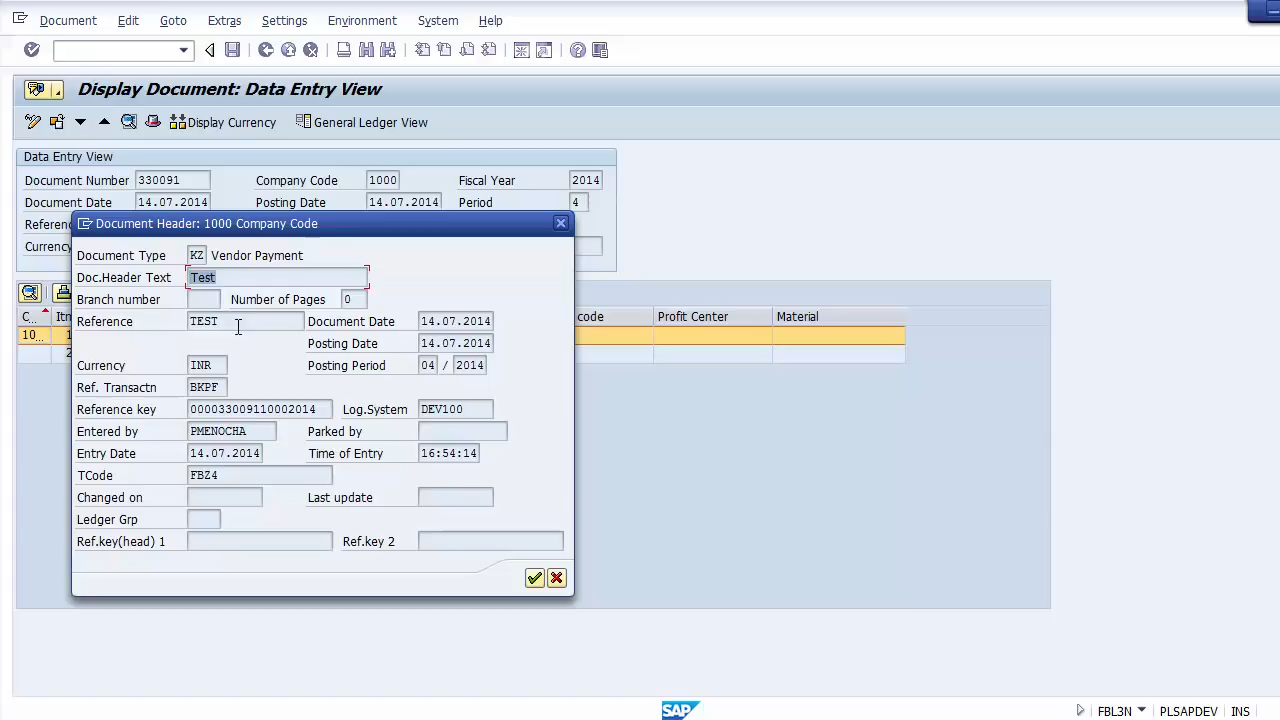 Document Edit Goto Extras Settings Environment System Help
Display Document: Data Entry View
Display Currency General Ledger View
Data Entry View
Document Number 330091 Company Code 1000 Fiscal Year 2014
Document Date 14.07.2014 Posting Date 14.07.2014 Period 4
Referenc
Currency
Document Header: 1000 Company Code
Document Type KZ Vendor Payment
Doc.Header Text Test
Branch number Number of Pages 0
Reference TEST Document Date 14.07.2014
Posting Date 14.07.2014
Currency INR Posting Period 04 / 2014
Ref. Transactn BKPF
Reference key 000033009110002014 Log.System DEV100
Entered by PMENOCHA Parked by
Entry Date 14.07.2014 Time of Entry 16:54:14
TCode FBZ4
Changed on Last update
Ledger Grp
Ref.key(head) 1 Ref.key 2
C... Itn code Profit Center Material
10... 1
2
SAP FBL3N PLSAPDEV INS